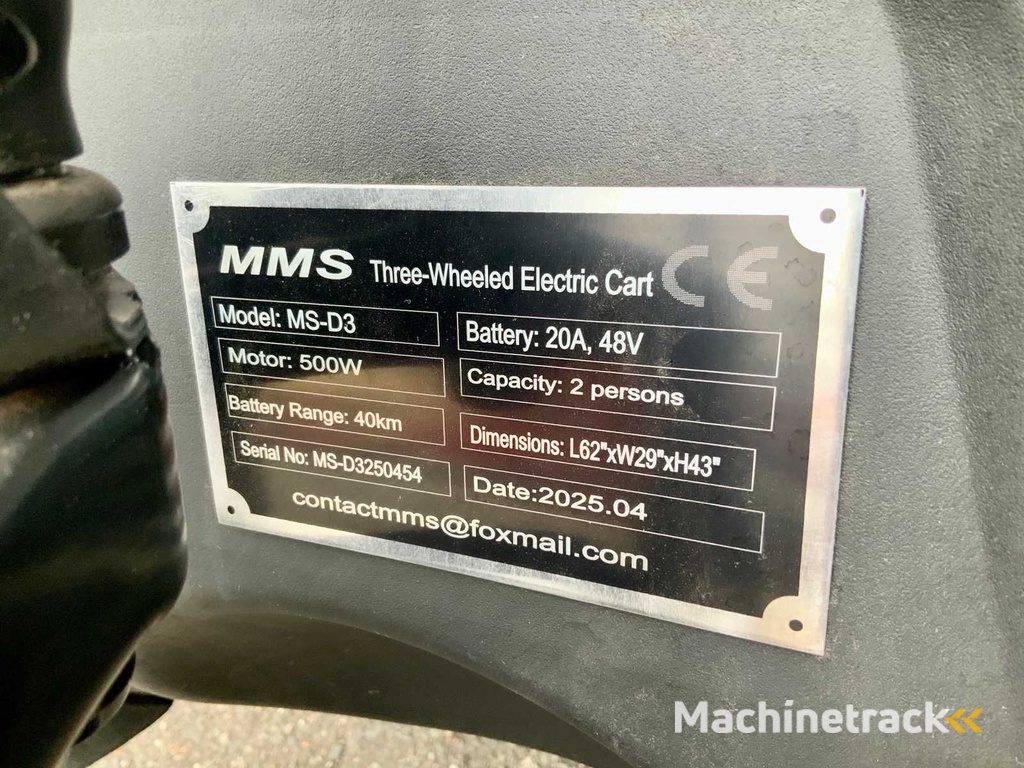 MMS Three-Wheeled Electric Cart CE
Model: MS-D3
Battery: 20A, 48V
Motor: 500W
Capacity: 2 persons
Battery Range: 40km
Dimensions: L62"xW29"xH43"
Serial No: MS-D3250454
Date:2025.04
contactmms@foxmail.com
Machinetrack